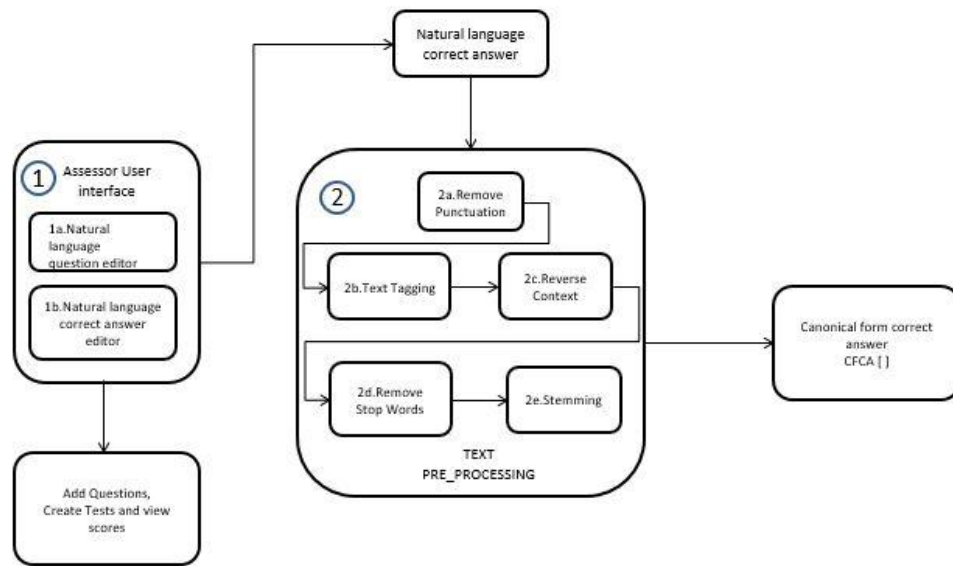 Natural language
correct answer
1
Assessor User
interface
1a.Natural
language
question editor
1b.Natural language
correct answer
editor
Add Questions,
Create Tests and view
scores
2
2a.Remove
Punctuation
2b.Text Tagging
2c.Reverse
Context
2d.Remove
Stop Words
2e.Stemming
TEXT
PRE_PROCESSING
Canonical form correct
answer
CFCA [ ]